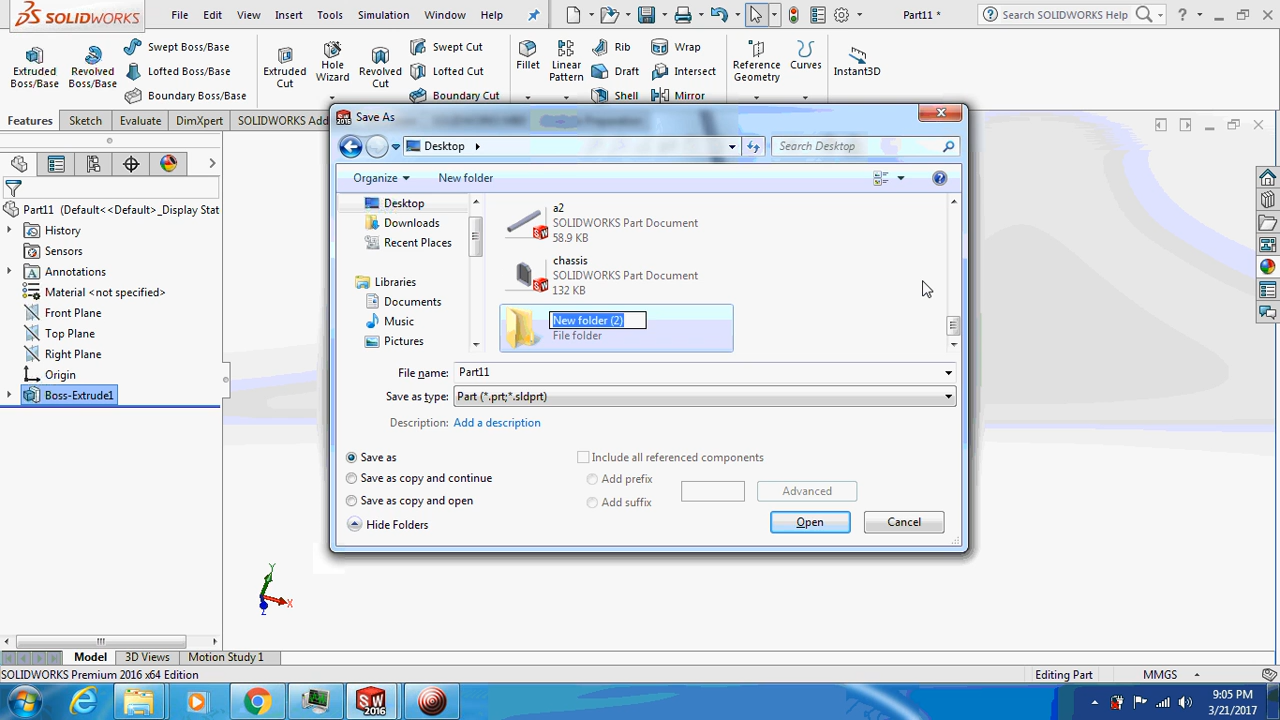 SOLIDWORKS
File Edit View Insert Tools Simulation Window Help
Part11 *
Search SOLIDWORKS Help
?
Extruded Boss/Base
Revolved Boss/Base
Swept Boss/Base
Lofted Boss/Base
Boundary Boss/Base
Extruded Cut
Hole Wizard
Revolved Cut
Swept Cut
Lofted Cut
Boundary Cut
Fillet
Linear Pattern
Rib
Draft
Shell
Wrap
Intersect
Mirror
Reference Geometry
Curves
Instant3D
Features Sketch Evaluate DimXpert SOLIDWORKS Add
Part11 (Default<<Default>_Display Stat
History
Sensors
Annotations
Material <not specified>
Front Plane
Top Plane
Right Plane
Origin
Boss-Extrude1
Save As
Desktop
Search Desktop
Organize New folder
Desktop
Downloads
Recent Places
Libraries
Documents
Music
Pictures
a2
SOLIDWORKS Part Document
58.9 KB
chassis
SOLIDWORKS Part Document
132 KB
New folder (2)
File folder
File name: Part11
Save as type: Part (*.prt;*.sldprt)
Description: Add a description
Save as
Save as copy and continue
Save as copy and open
Include all referenced components
Add prefix
Add suffix
Advanced
Hide Folders
Open
Cancel
Y
X
Z
Model 3D Views Motion Study 1
SOLIDWORKS Premium 2016 x64 Edition
Editing Part
MMGS
SW
2016
9:05 PM
3/21/2017